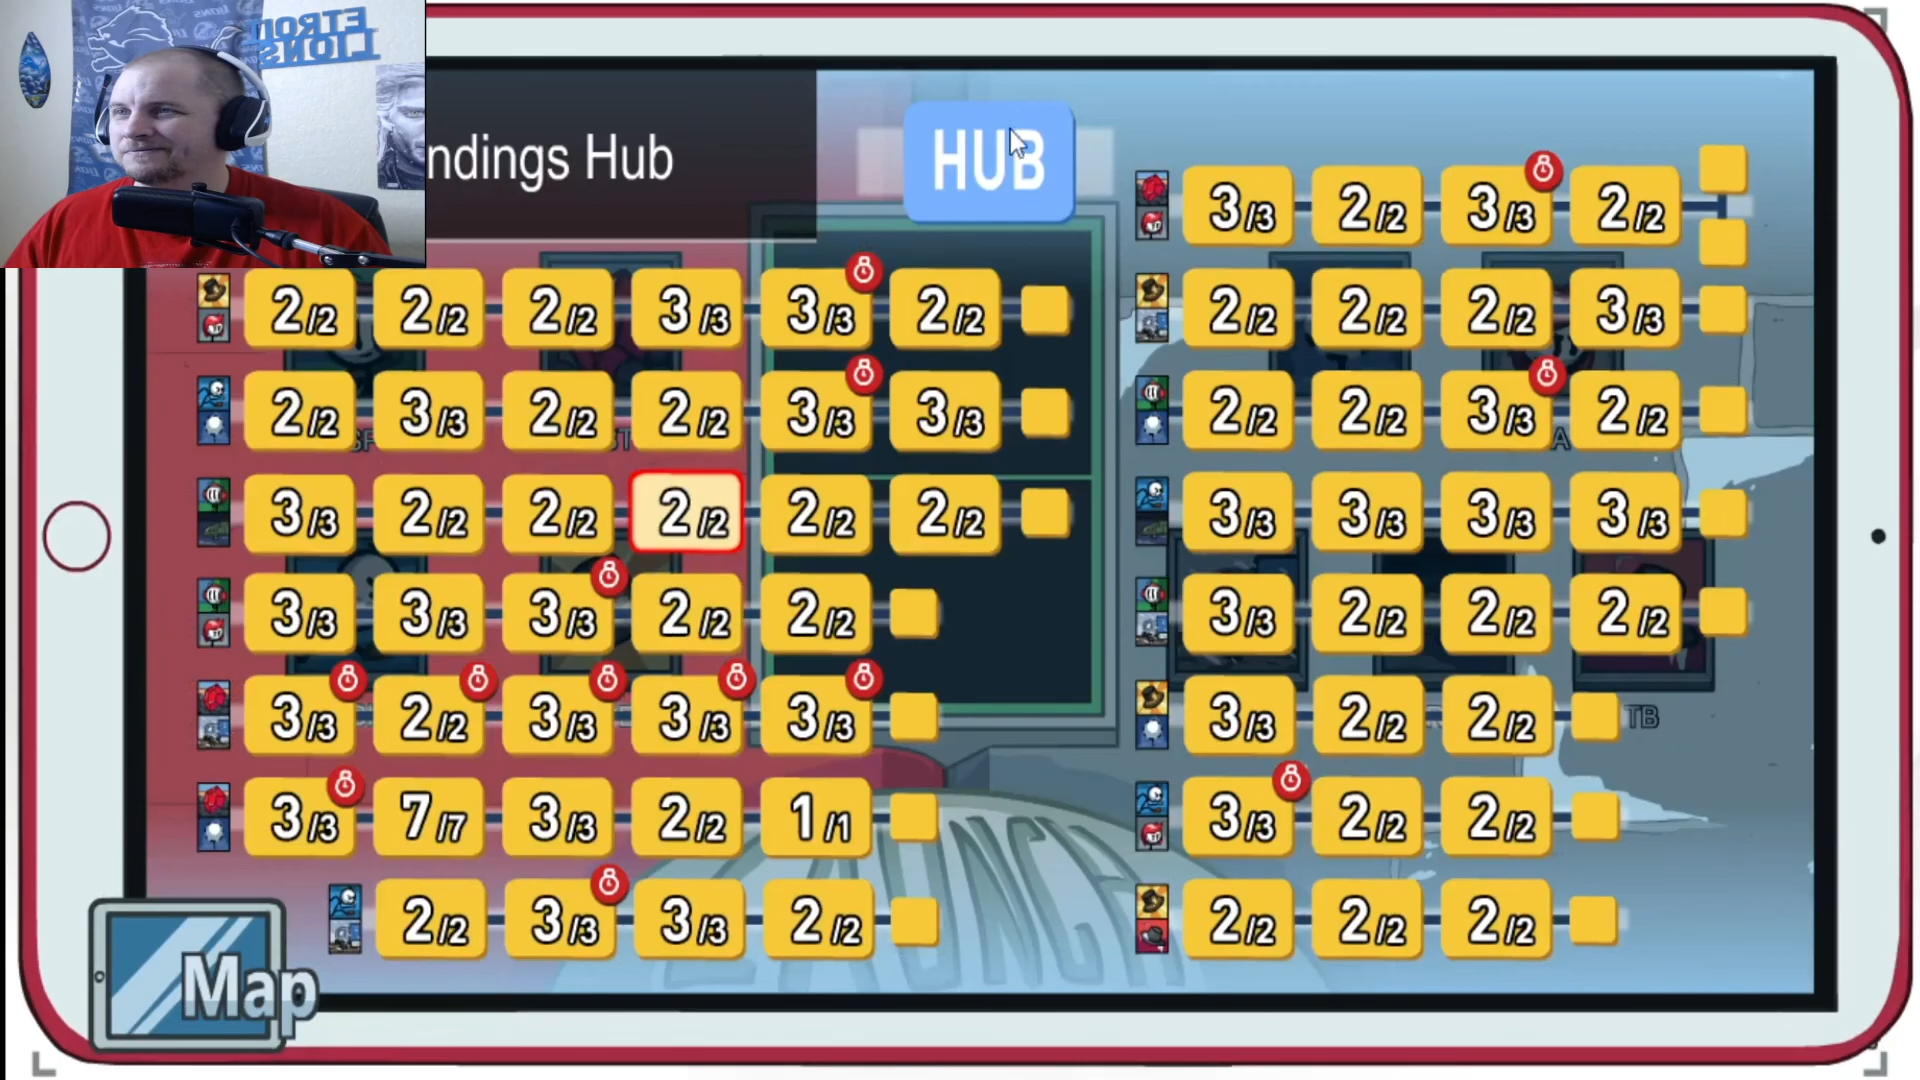 ETROIT
LIONS
ndings Hub
HUB
3/3 2/2 3/3 2/2
2/2 2/2 2/2 3/3 3/3 2/2
2/2 2/2 2/2 3/3
2/2 3/3 2/2 2/2 3/3 3/3
2/2 2/2 3/3 2/2
3/3 2/2 2/2 2/2 2/2 2/2
3/3 3/3 3/3 3/3
3/3 3/3 3/3 2/2 2/2
3/3 2/2 2/2 2/2
3/3 2/2 3/3 3/3 3/3
3/3 2/2 2/2
TB
3/3 7/7 3/3 2/2 1/1
3/3 2/2 2/2
2/2 3/3 3/3 2/2
2/2 2/2 2/2
LAUNCH
Map